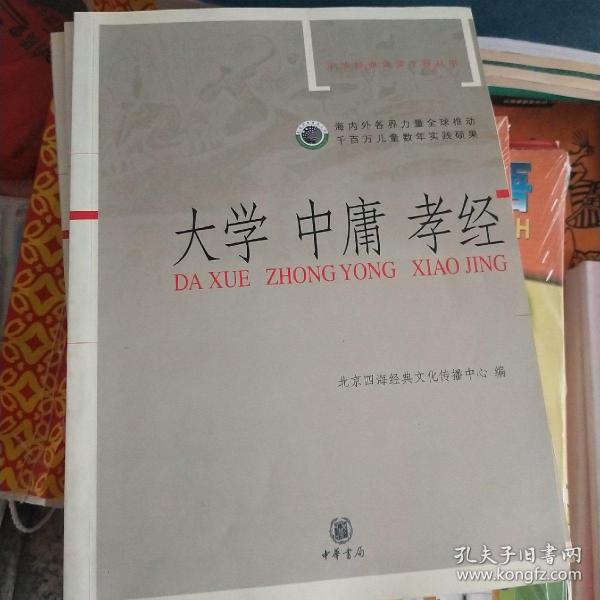 海内外各界力量全球推动
千百万儿童数年实践硕果
大学 中庸 孝经
DA XUE ZHONG YONG XIAO JING
北京四海经典文化传播中心 编
中華書局
孔夫子旧书网
www.kongfz.com